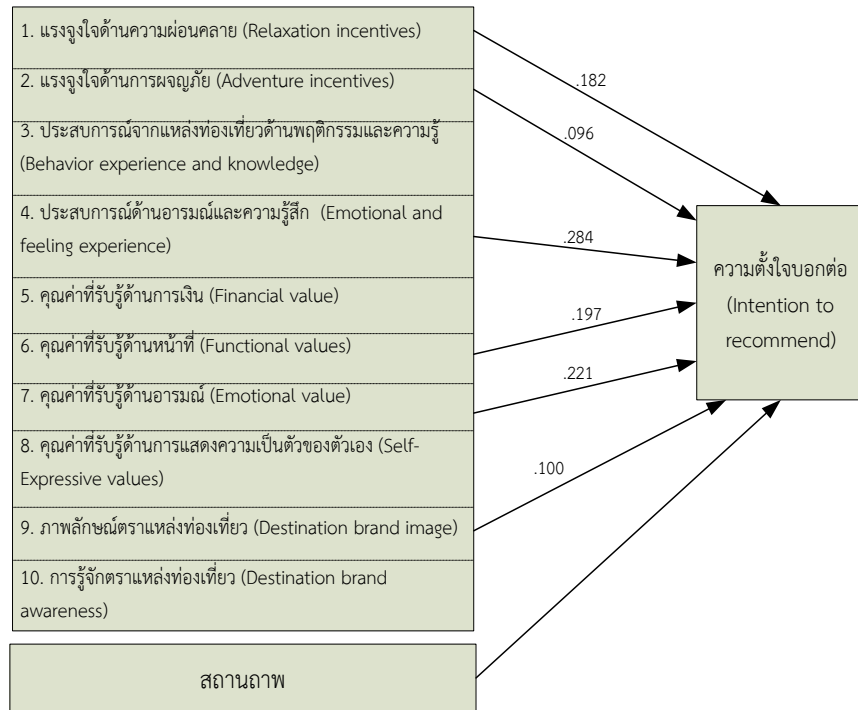 1. แรงจูงใจด้านความผ่อนคลาย (Relaxation incentives)
2. แรงจูงใจด้านการผจญภัย (Adventure incentives)
3. ประสบการณ์จากแหล่งท่องเที่ยวด้านพฤติกรรมและความรู้
(Behavior experience and knowledge)
4. ประสบการณ์ด้านอารมณ์และความรู้สึก (Emotional and
feeling experience)
5. คุณค่าที่รับรู้ด้านการเงิน (Financial value)
6. คุณค่าที่รับรู้ด้านหน้าที่ (Functional values)
7. คุณค่าที่รับรู้ด้านอารมณ์ (Emotional value)
8. คุณค่าที่รับรู้ด้านการแสดงความเป็นตัวของตัวเอง (Self-
Expressive values)
9. ภาพลักษณ์ตราแหล่งท่องเที่ยว (Destination brand image)
10. การรู้จักตราแหล่งท่องเที่ยว (Destination brand
awareness)
สถานถาพ
.182
.096
.284
.197
.221
.100
ความตั้งใจบอกต่อ
(Intention to
recommend)